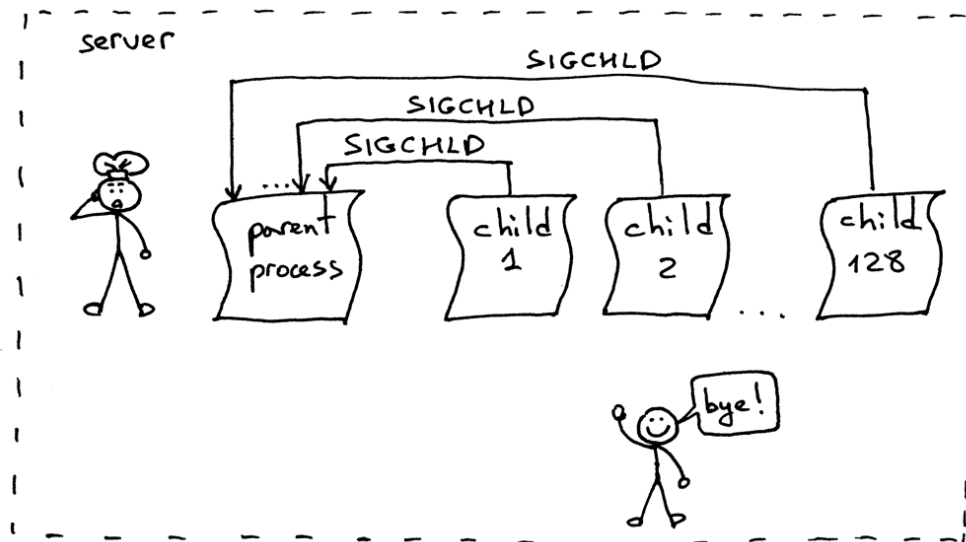 server
SIGCHLD
SIGCHLD
SIGCHLD
...
parent
process
child
1
child
2
...
child
128
bye!